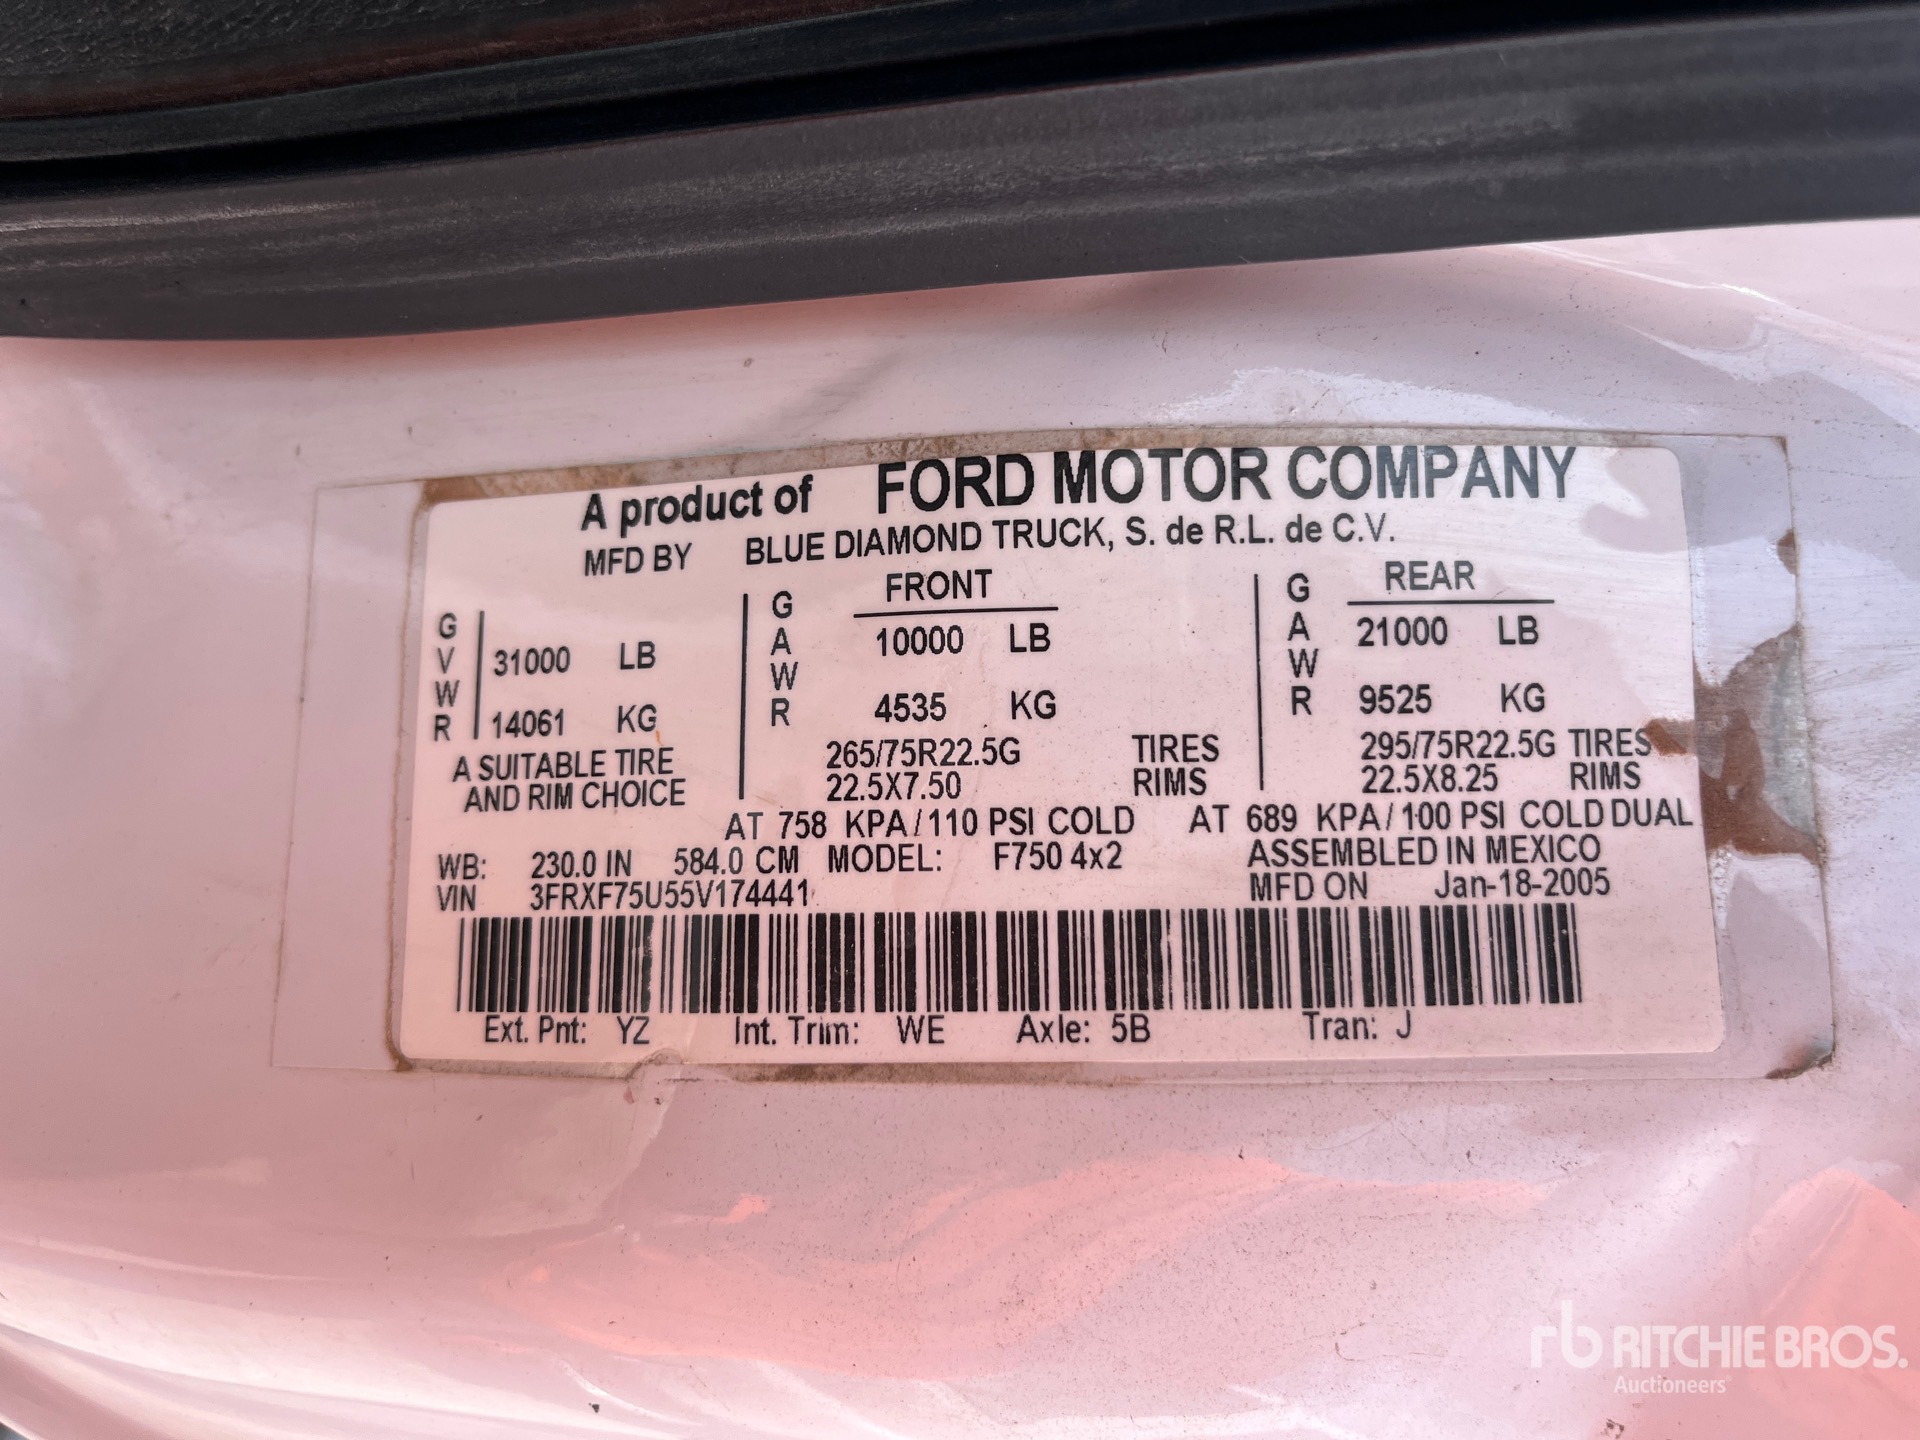 A product of FORD MOTOR COMPANY
MFD BY BLUE DIAMOND TRUCK, S. de R.L. de C.V.
FRONT REAR
GVWR 31000 LB GAWR 10000 LB GAWR 21000 LB
14061 KG 4535 KG 9525 KG
A SUITABLE TIRE 265/75R22.5G TIRES 295/75R22.5G TIRES
AND RIM CHOICE 22.5X7.50 RIMS 22.5X8.25 RIMS
AT 758 KPA/110 PSI COLD AT 689 KPA/100 PSI COLD DUAL
WB: 230.0 IN 584.0 CM MODEL: F750 4x2 ASSEMBLED IN MEXICO
VIN 3FRXF75U55V174441 MFD ON Jan-18-2005
Ext. Pnt: YZ Int. Trim: WE Axle: 5B Tran: J
rb RITCHIE BROS.
Auctioneers